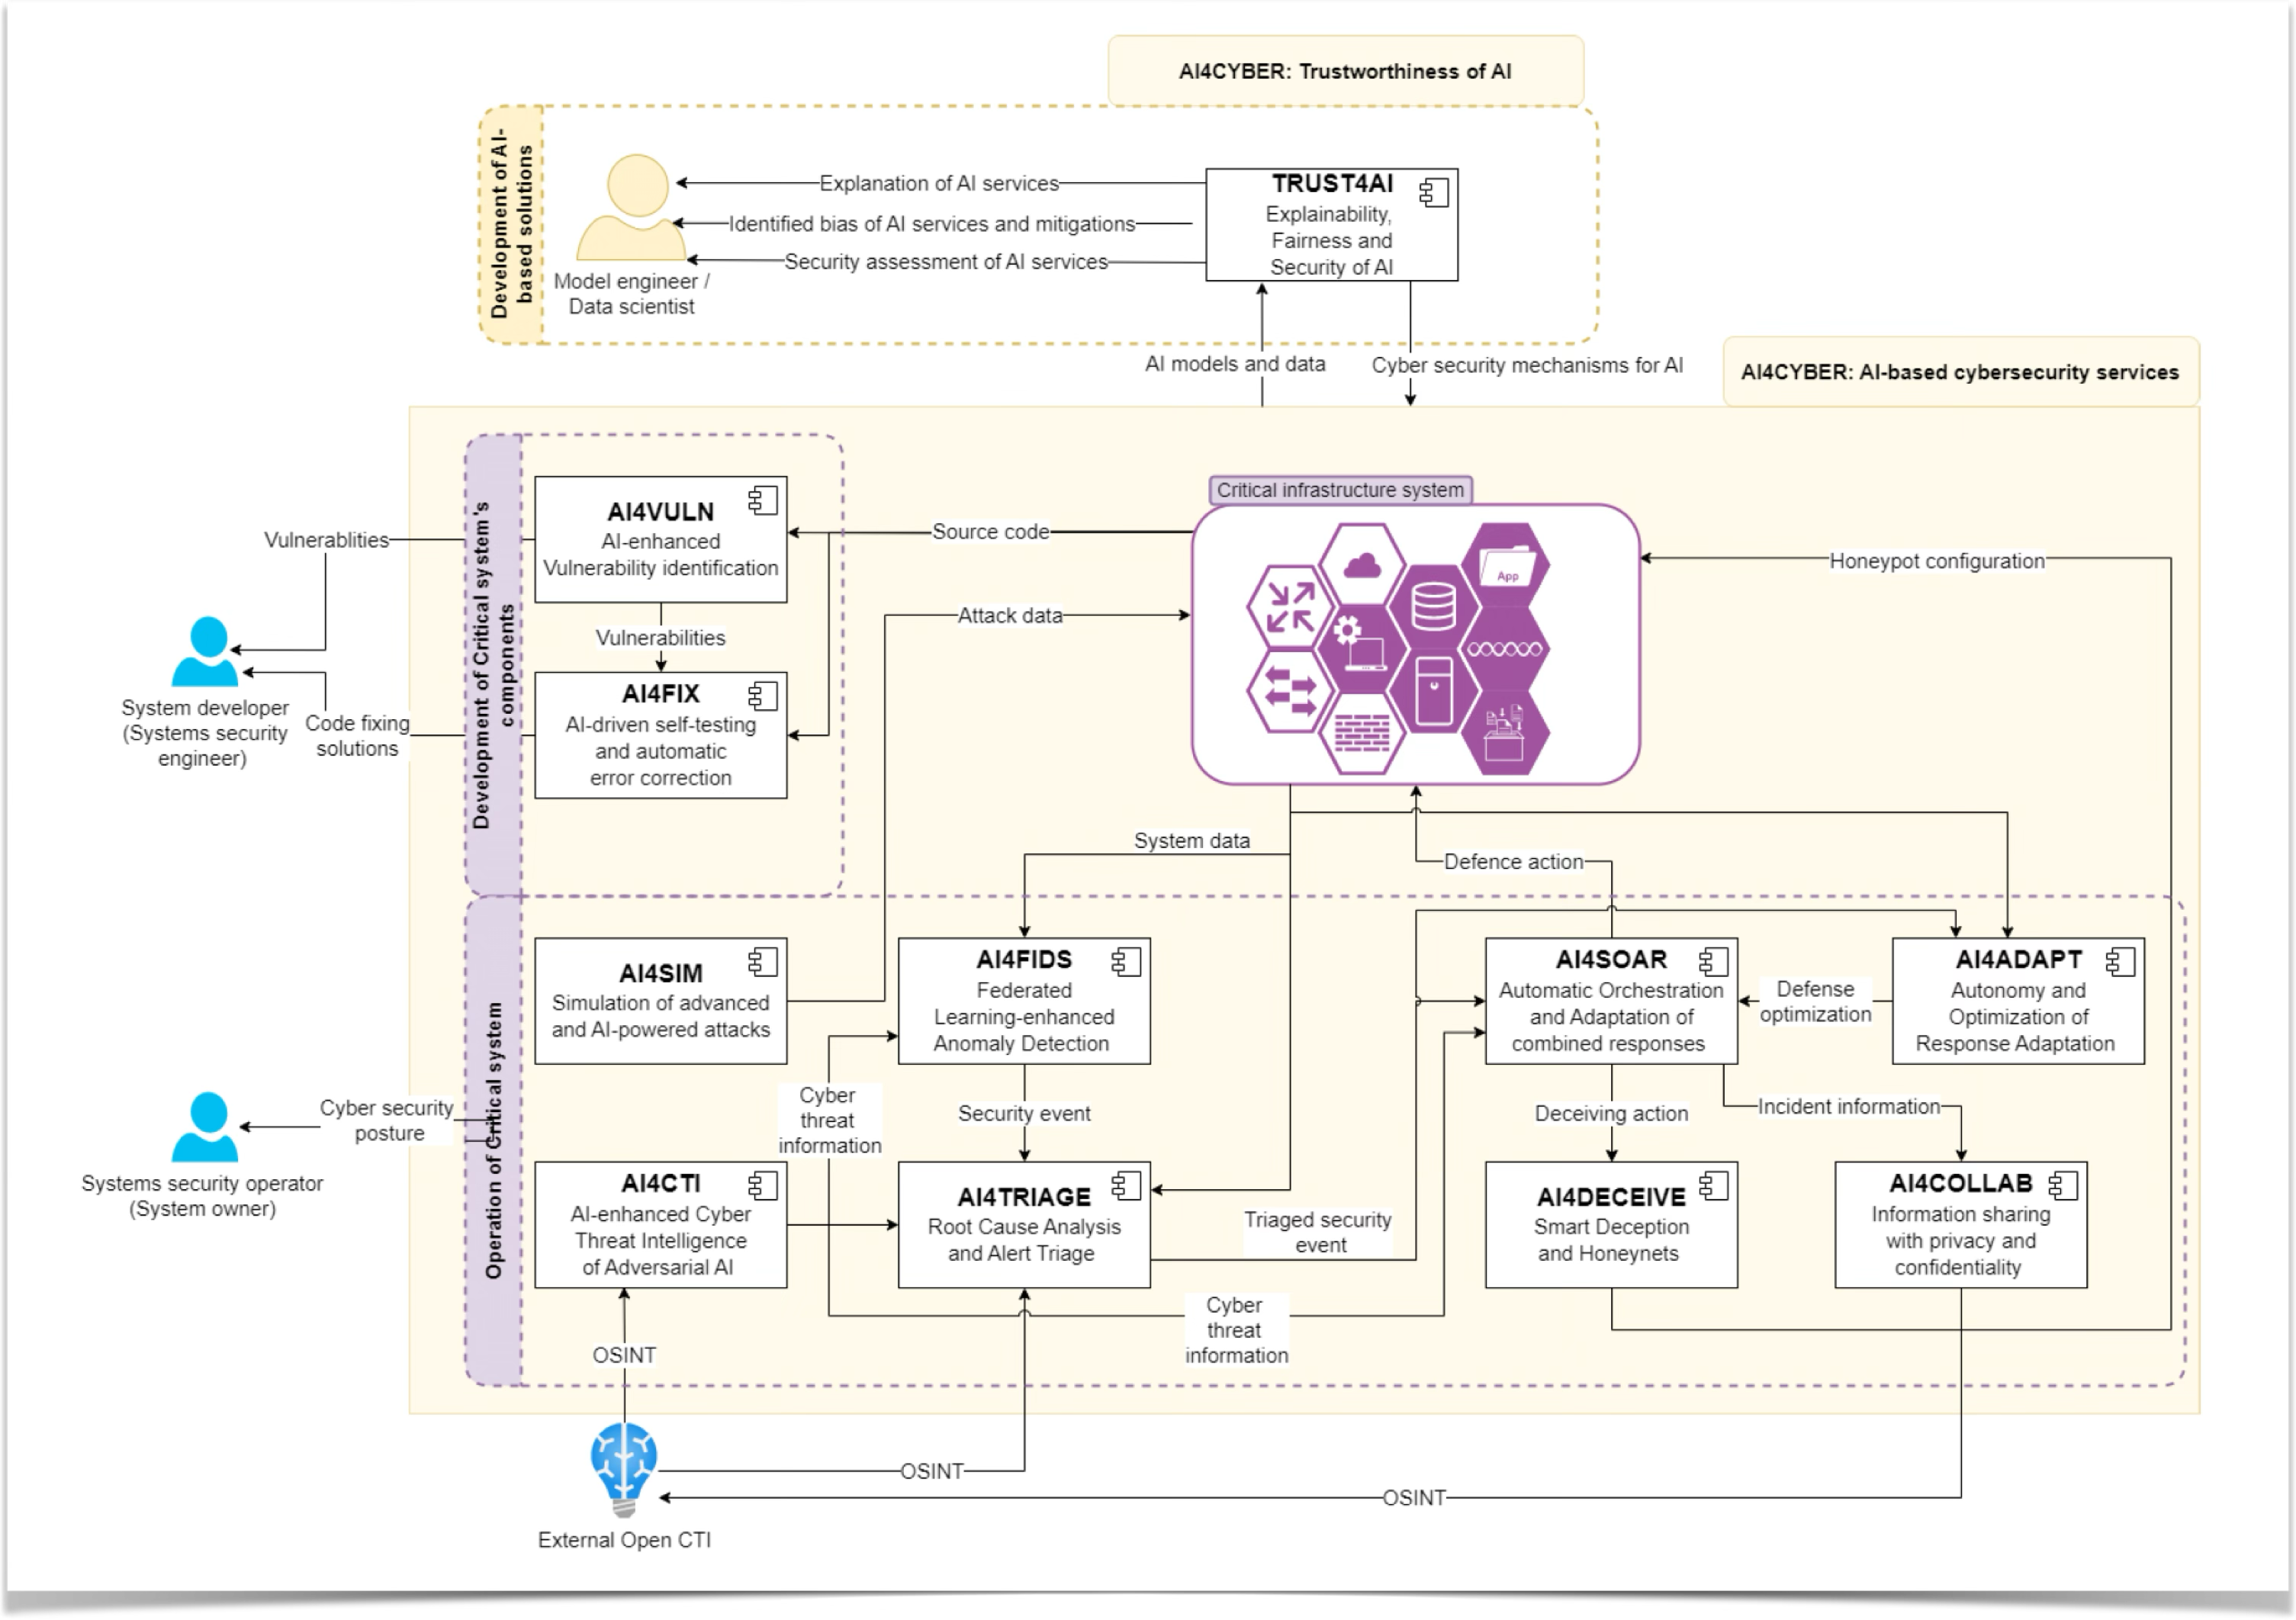 AI4CYBER: Trustworthiness of AI
Development of AI-
based solutions
Explanation of AI services
Identified bias of AI services and mitigations
Security assessment of AI services
Model engineer /
Data scientist
TRUST4AI
Explainability,
Fairness and
Security of AI
AI models and data
Cyber security mechanisms for AI
AI4CYBER: AI-based cybersecurity services
Development of Critical system's
components
AI4VULN
AI-enhanced
Vulnerability identification
Vulnerabilities
AI4FIX
AI-driven self-testing
and automatic
error correction
Vulnerablities
System developer
(Systems security
engineer)
Code fixing
solutions
Source code
Attack data
Critical infrastructure system
App
Honeypot configuration
System data
Defence action
Operation of Critical system
AI4SIM
Simulation of advanced
and AI-powered attacks
AI4FIDS
Federated
Learning-enhanced
Anomaly Detection
AI4SOAR
Automatic Orchestration
and Adaptation of
combined responses
Defense
optimization
AI4ADAPT
Autonomy and
Optimization of
Response Adaptation
Cyber security
posture
Systems security operator
(System owner)
Cyber
threat
information
Security event
Deceiving action
Incident information
AI4CTI
AI-enhanced Cyber
Threat Intelligence
of Adversarial AI
AI4TRIAGE
Root Cause Analysis
and Alert Triage
Triaged security
event
AI4DECEIVE
Smart Deception
and Honeynets
AI4COLLAB
Information sharing
with privacy and
confidentiality
Cyber
threat
information
OSINT
OSINT
OSINT
External Open CTI